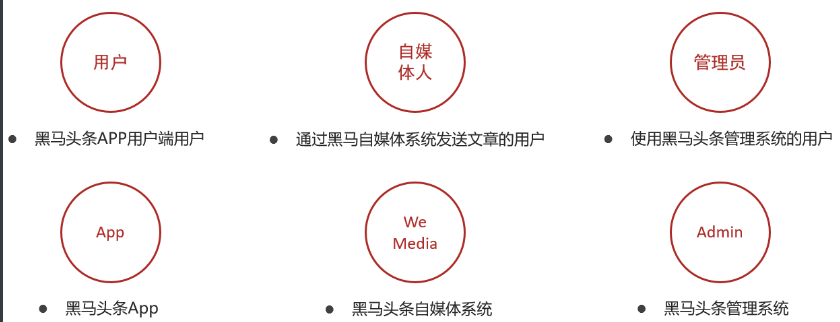 用户
自媒
体人
管理员
● 黑马头条APP用户端用户
● 通过黑马自媒体系统发送文章的用户
● 使用黑马头条管理系统的用户
App
We
Media
Admin
● 黑马头条App
● 黑马头条自媒体系统
● 黑马头条管理系统